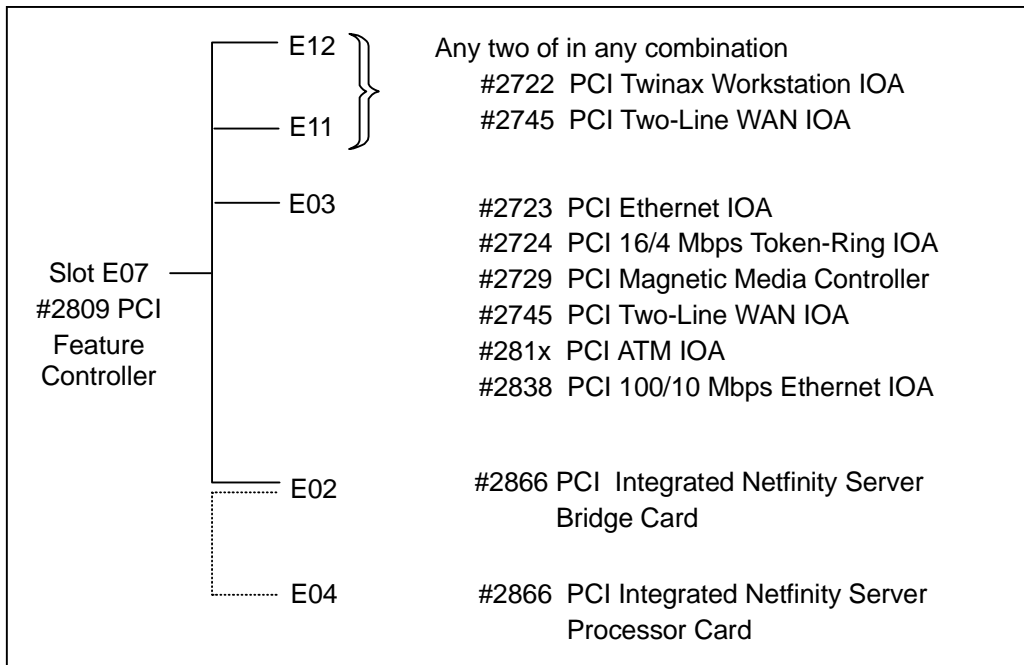 E12
Any two of in any combination
#2722 PCI Twinax Workstation IOA
E11
#2745 PCI Two-Line WAN IOA
E03
#2723 PCI Ethernet IOA
#2724 PCI 16/4 Mbps Token-Ring IOA
#2729 PCI Magnetic Media Controller
#2745 PCI Two-Line WAN IOA
#281x PCI ATM IOA
#2838 PCI 100/10 Mbps Ethernet IOA
Slot E07
#2809 PCI
Feature
Controller
E02
#2866 PCI Integrated Netfinity Server
Bridge Card
E04
#2866 PCI Integrated Netfinity Server
Processor Card